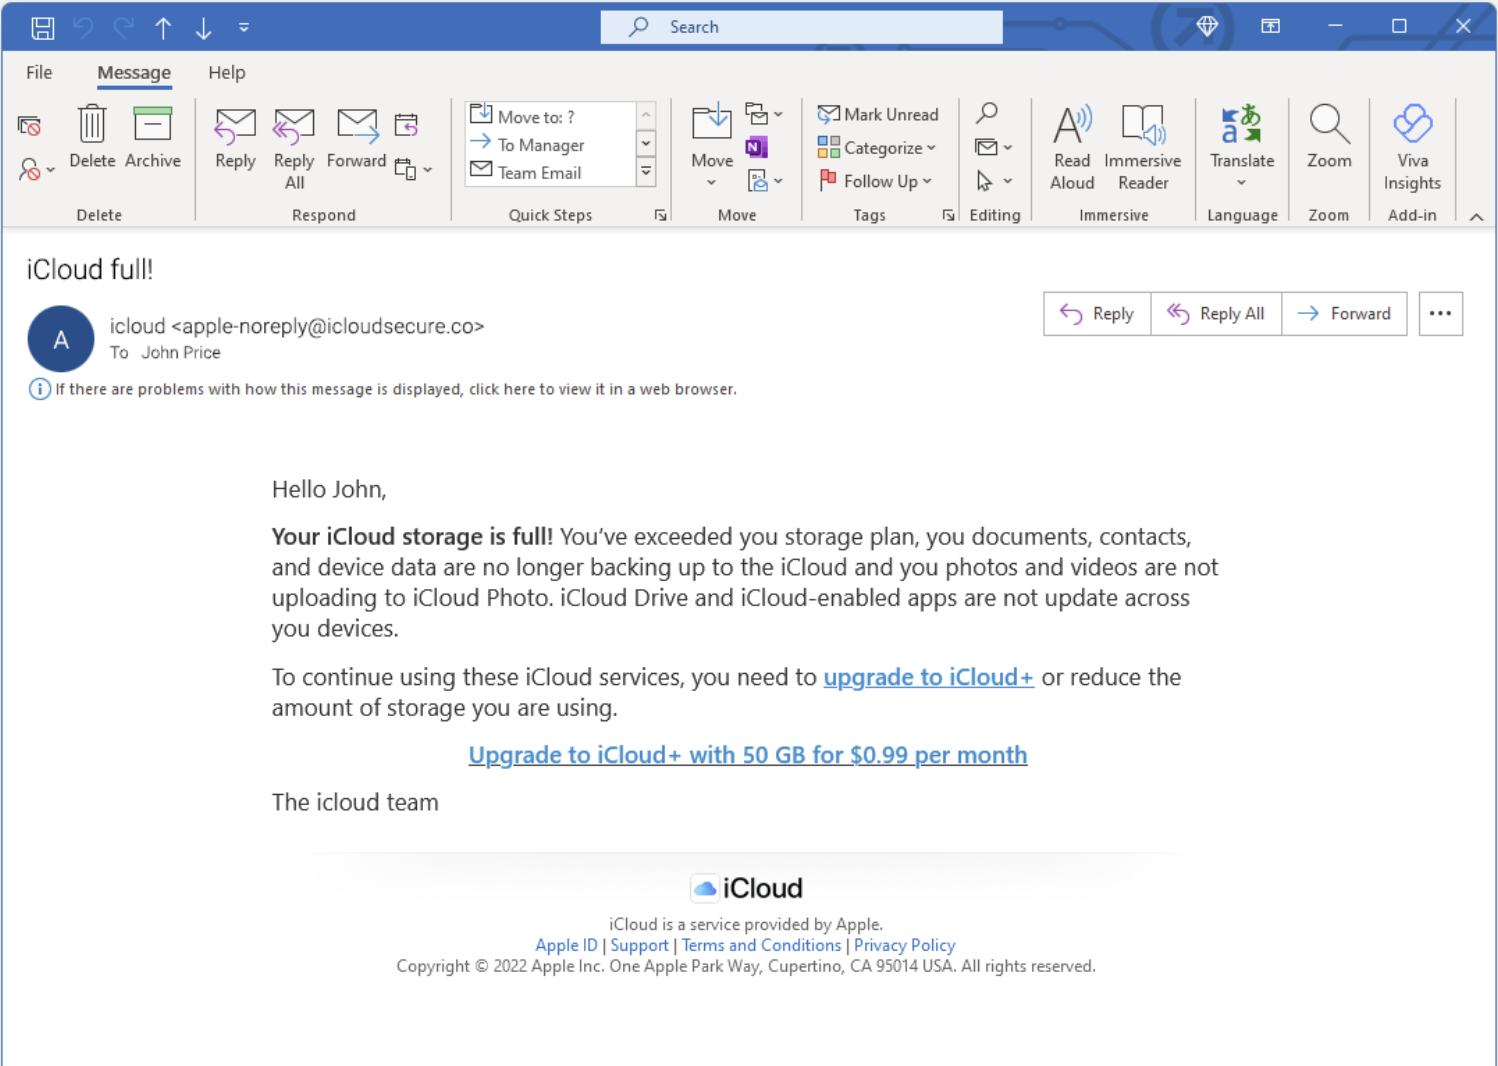 Search
File Message Help
Delete Archive
Reply Reply All Forward
Move to: ?
To Manager
Team Email
Move
Mark Unread
Categorize
Follow Up
Read Aloud Immersive Reader
Translate
Zoom
Viva Insights
Delete Respond Quick Steps Move Tags Editing Immersive Language Zoom Add-in
iCloud full!
A
icloud <apple-noreply@icloudsecure.co>
To John Price
Reply Reply All Forward
If there are problems with how this message is displayed, click here to view it in a web browser.
Hello John,
Your iCloud storage is full! You’ve exceeded you storage plan, you documents, contacts,
and device data are no longer backing up to the iCloud and you photos and videos are not
uploading to iCloud Photo. iCloud Drive and iCloud-enabled apps are not update across
you devices.
To continue using these iCloud services, you need to upgrade to iCloud+ or reduce the
amount of storage you are using.
Upgrade to iCloud+ with 50 GB for $0.99 per month
The icloud team
iCloud
iCloud is a service provided by Apple.
Apple ID | Support | Terms and Conditions | Privacy Policy
Copyright © 2022 Apple Inc. One Apple Park Way, Cupertino, CA 95014 USA. All rights reserved.